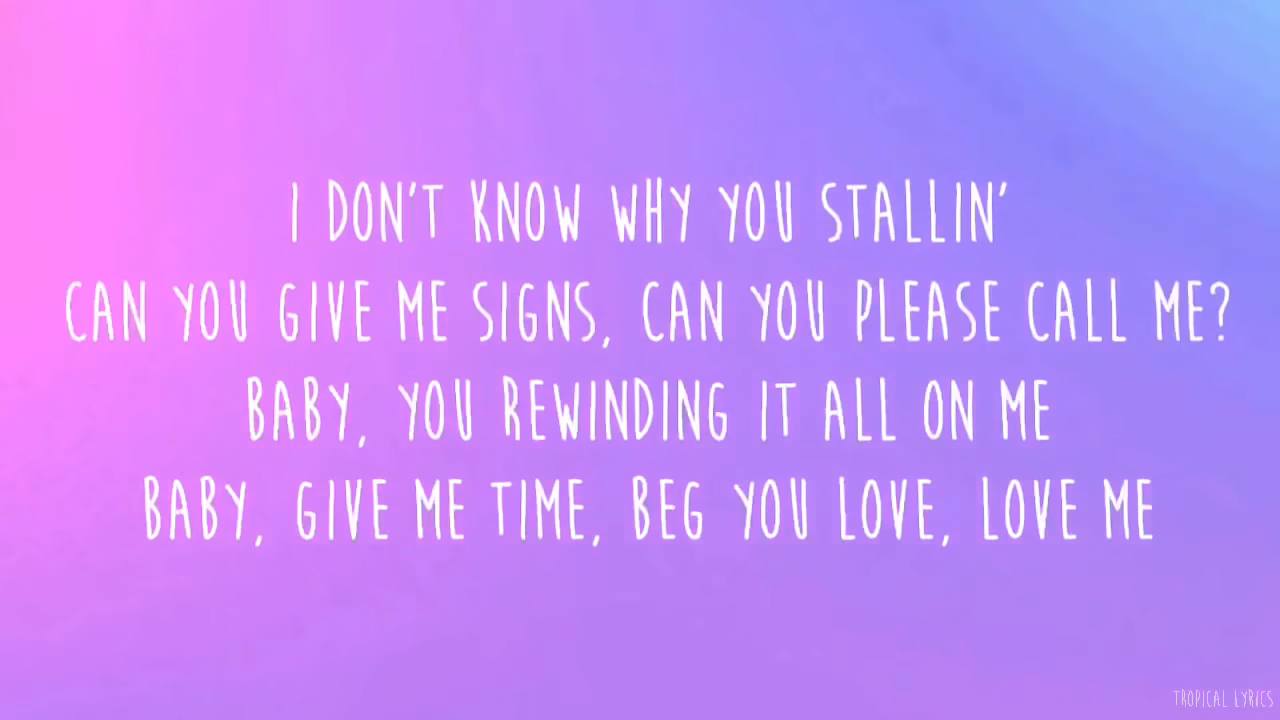 I DON'T KNOW WHY YOU STALLIN'
CAN YOU GIVE ME SIGNS, CAN YOU PLEASE CALL ME?
BABY, YOU REWINDING IT ALL ON ME
BABY, GIVE ME TIME, BEG YOU LOVE, LOVE ME
TROPICAL LYRICS